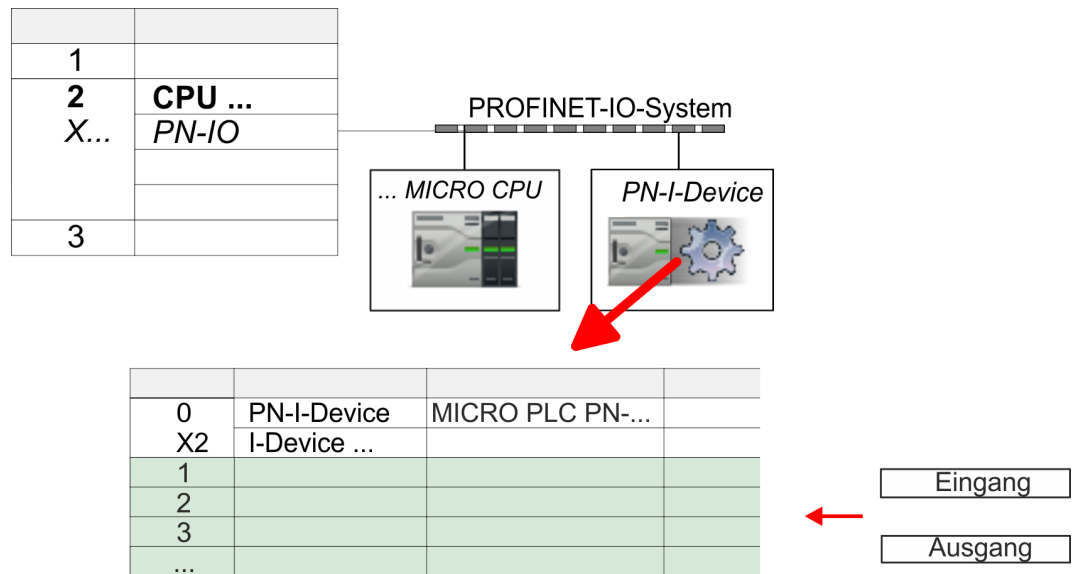 1
2 CPU ...
X... PN-IO
3
PROFINET-IO-System
... MICRO CPU
PN-I-Device
0 PN-I-Device MICRO PLC PN-...
X2 I-Device ...
1
2
3
...
Eingang
Ausgang